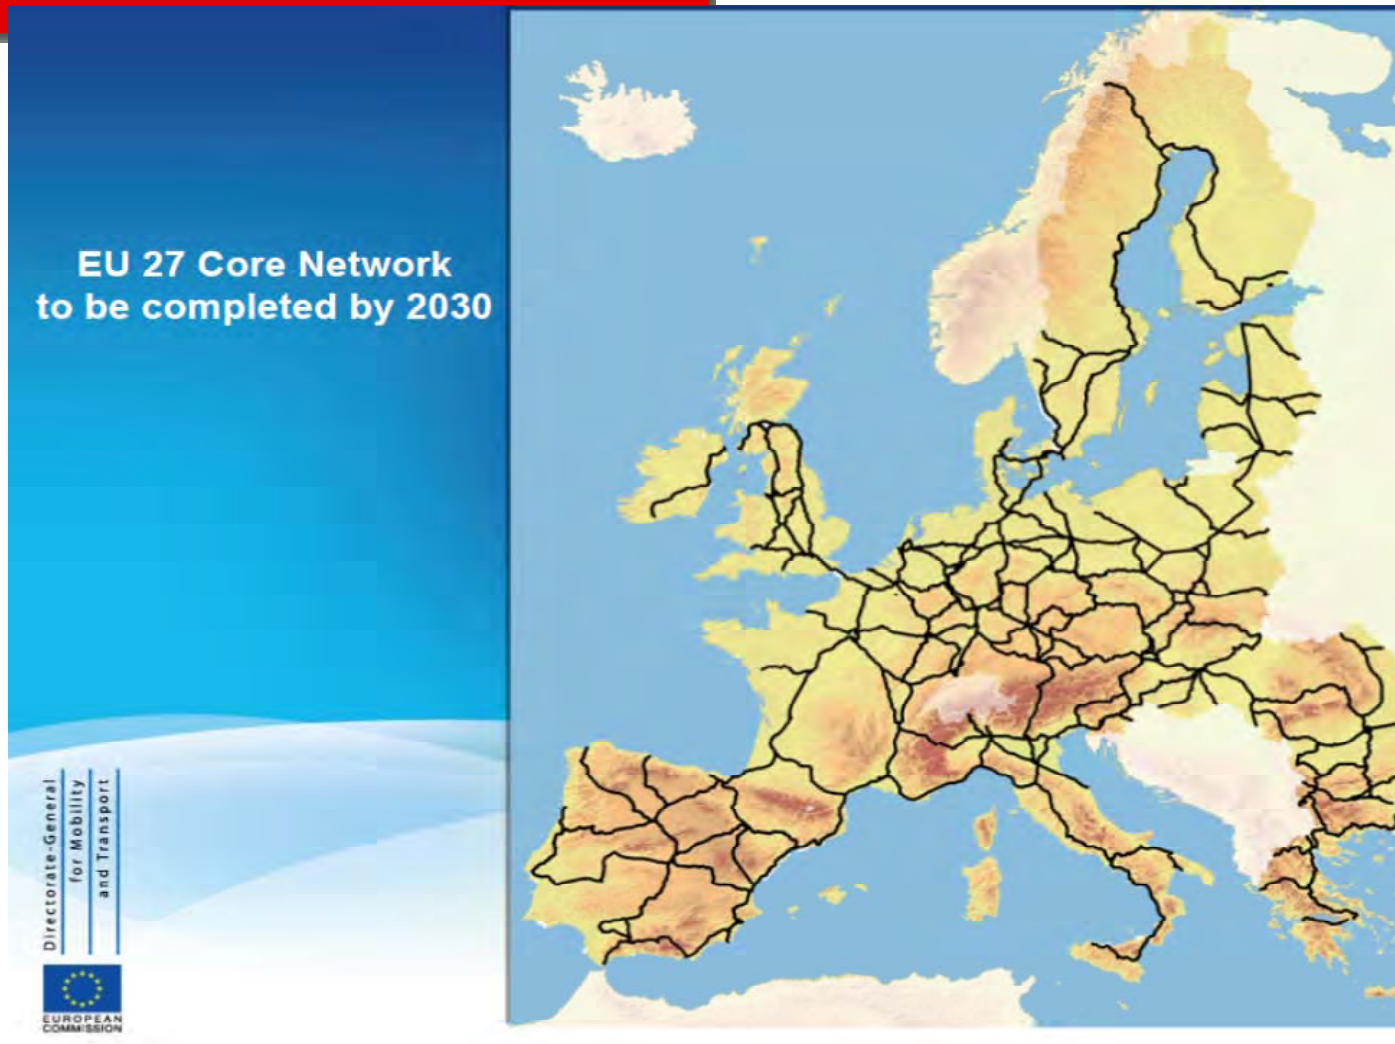 EU 27 Core Network
to be completed by 2030
Directorate-General
for Mobility
and Transport
EUROPEAN
COMMISSION